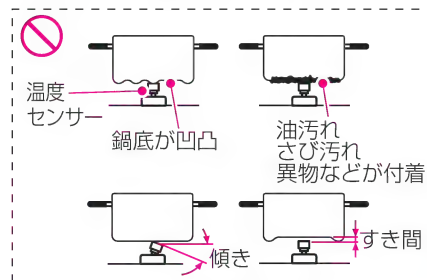 温度
センサー
鍋底が凹凸
油汚れ
さび汚れ
異物などが付着
傾き
すき間